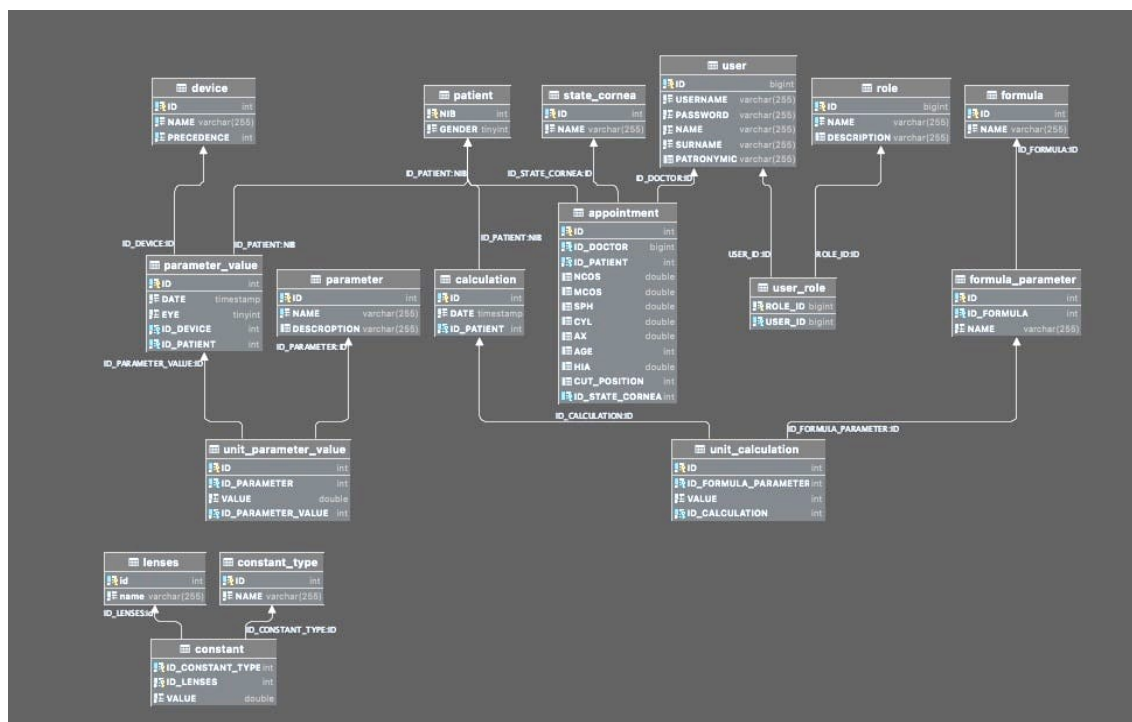 device
ID int
NAME varchar(255)
PRECEDENCE int
patient
NIB int
GENDER tinyint
state_cornea
ID int
NAME varchar(255)
user
ID bigint
USERNAME varchar(255)
PASSWORD varchar(255)
NAME varchar(255)
SURNAME varchar(255)
PATRONYMIC varchar(255)
role
ID bigint
NAME varchar(255)
DESCRIPTION varchar(255)
formula
ID int
NAME varchar(255)
ID_FORMULA:ID
ID_PATIENT:NIB
ID_STATE_CORNEA:ID
ID_DOCTOR:ID
ID_DEVICE:ID
ID_PATIENT:NIB
ID_PATIENT:NIB
USER_ID:ID
ROLE_ID:ID
parameter_value
ID int
DATE timestamp
EYE tinyint
ID_DEVICE int
ID_PATIENT int
parameter
ID int
NAME varchar(255)
DESCROPTION varchar(255)
calculation
ID int
DATE timestamp
ID_PATIENT int
appointment
ID int
ID_DOCTOR bigint
ID_PATIENT int
NCOS double
MCOS double
SPH double
CYL double
AX double
AGE int
HIA double
CUT_POSITION int
ID_STATE_CORNEA int
user_role
ROLE_ID bigint
USER_ID bigint
formula_parameter
ID int
ID_FORMULA int
NAME varchar(255)
ID_PARAMETER_VALUE:ID
ID_PARAMETER:ID
ID_CALCULATION:ID
ID_FORMULA_PARAMETER:ID
unit_parameter_value
ID int
ID_PARAMETER int
VALUE double
ID_PARAMETER_VALUE int
unit_calculation
ID int
ID_FORMULA_PARAMETER int
VALUE int
ID_CALCULATION int
lenses
id int
name varchar(255)
constant_type
ID int
NAME varchar(255)
ID_LENSES:id
ID_CONSTANT_TYPE:ID
constant
ID_CONSTANT_TYPE int
ID_LENSES int
VALUE double